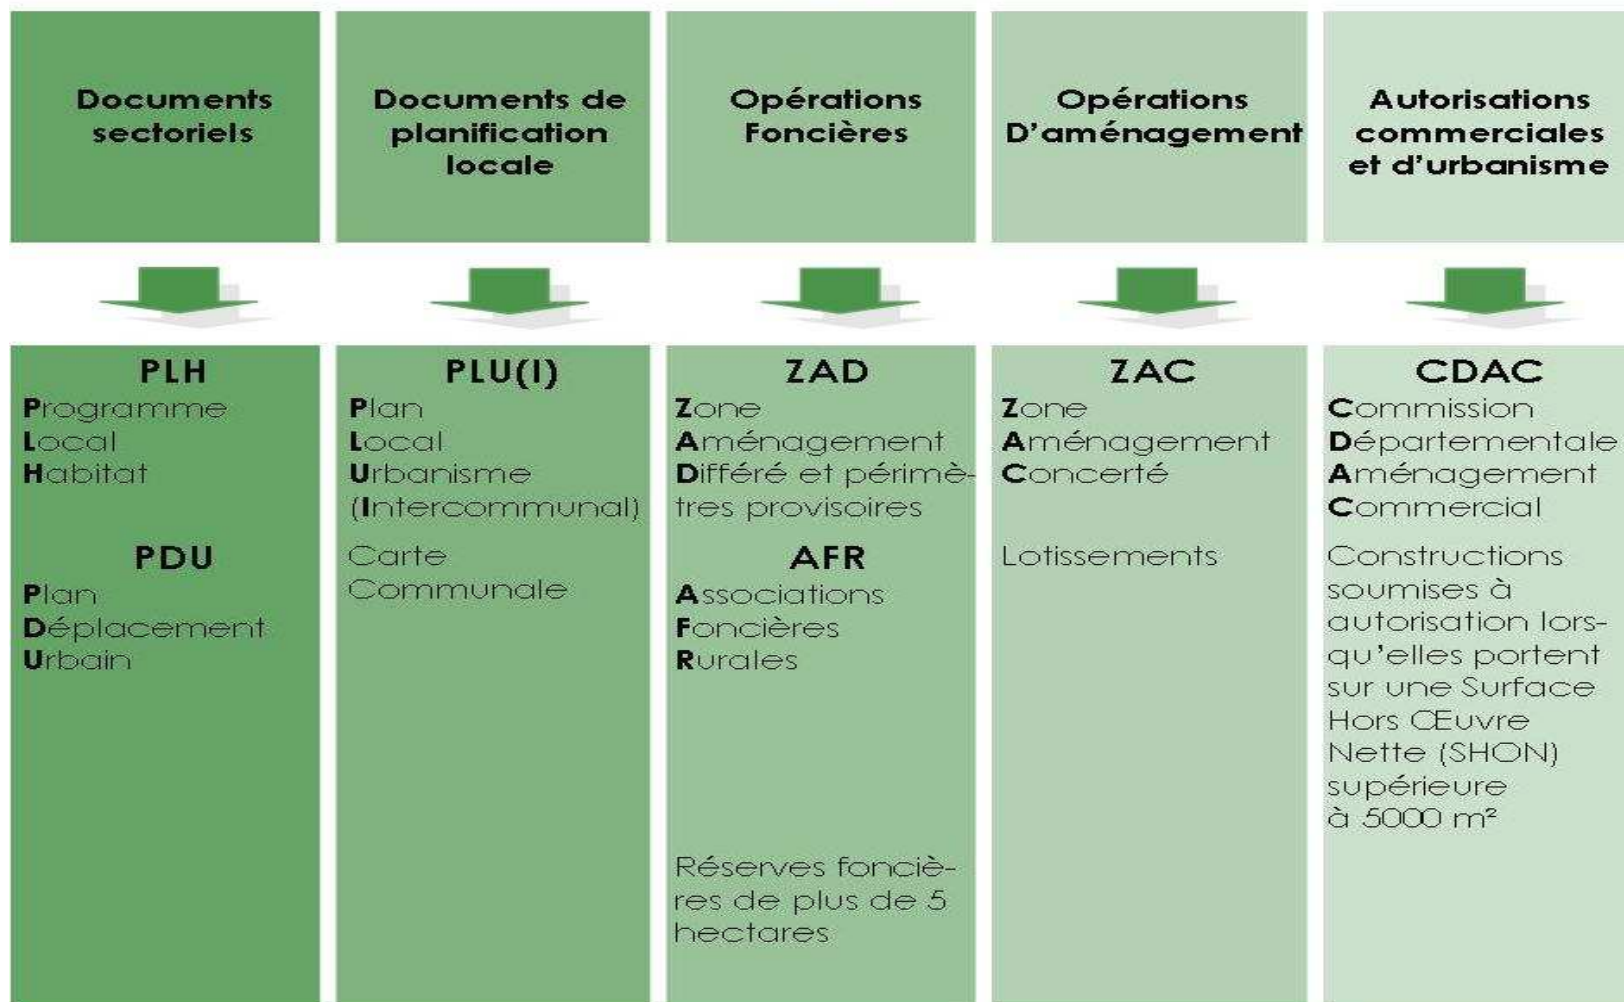 Documents
sectoriels
Documents de
planification
locale
Opérations
Foncières
Opérations
D'aménagement
Autorisations
commerciales
et d'urbanisme
PLH
Programme
Local
Habitat
PDU
Plan
Déplacement
Urbain
PLU(I)
Plan
Local
Urbanisme
(Intercommunal)
Carte
Communale
ZAD
Zone
Aménagement
Différé et périmè-
tres provisoires
AFR
Associations
Foncières
Rurales
Réserves fonciè-
res de plus de 5
hectares
ZAC
Zone
Aménagement
Concerté
Lotissements
CDAC
Commission
Départementale
Aménagement
Commercial
Constructions
soumises à
autorisation lors-
qu'elles portent
sur une Surface
Hors Œuvre
Nette (SHON)
supérieure
à 5000 m²